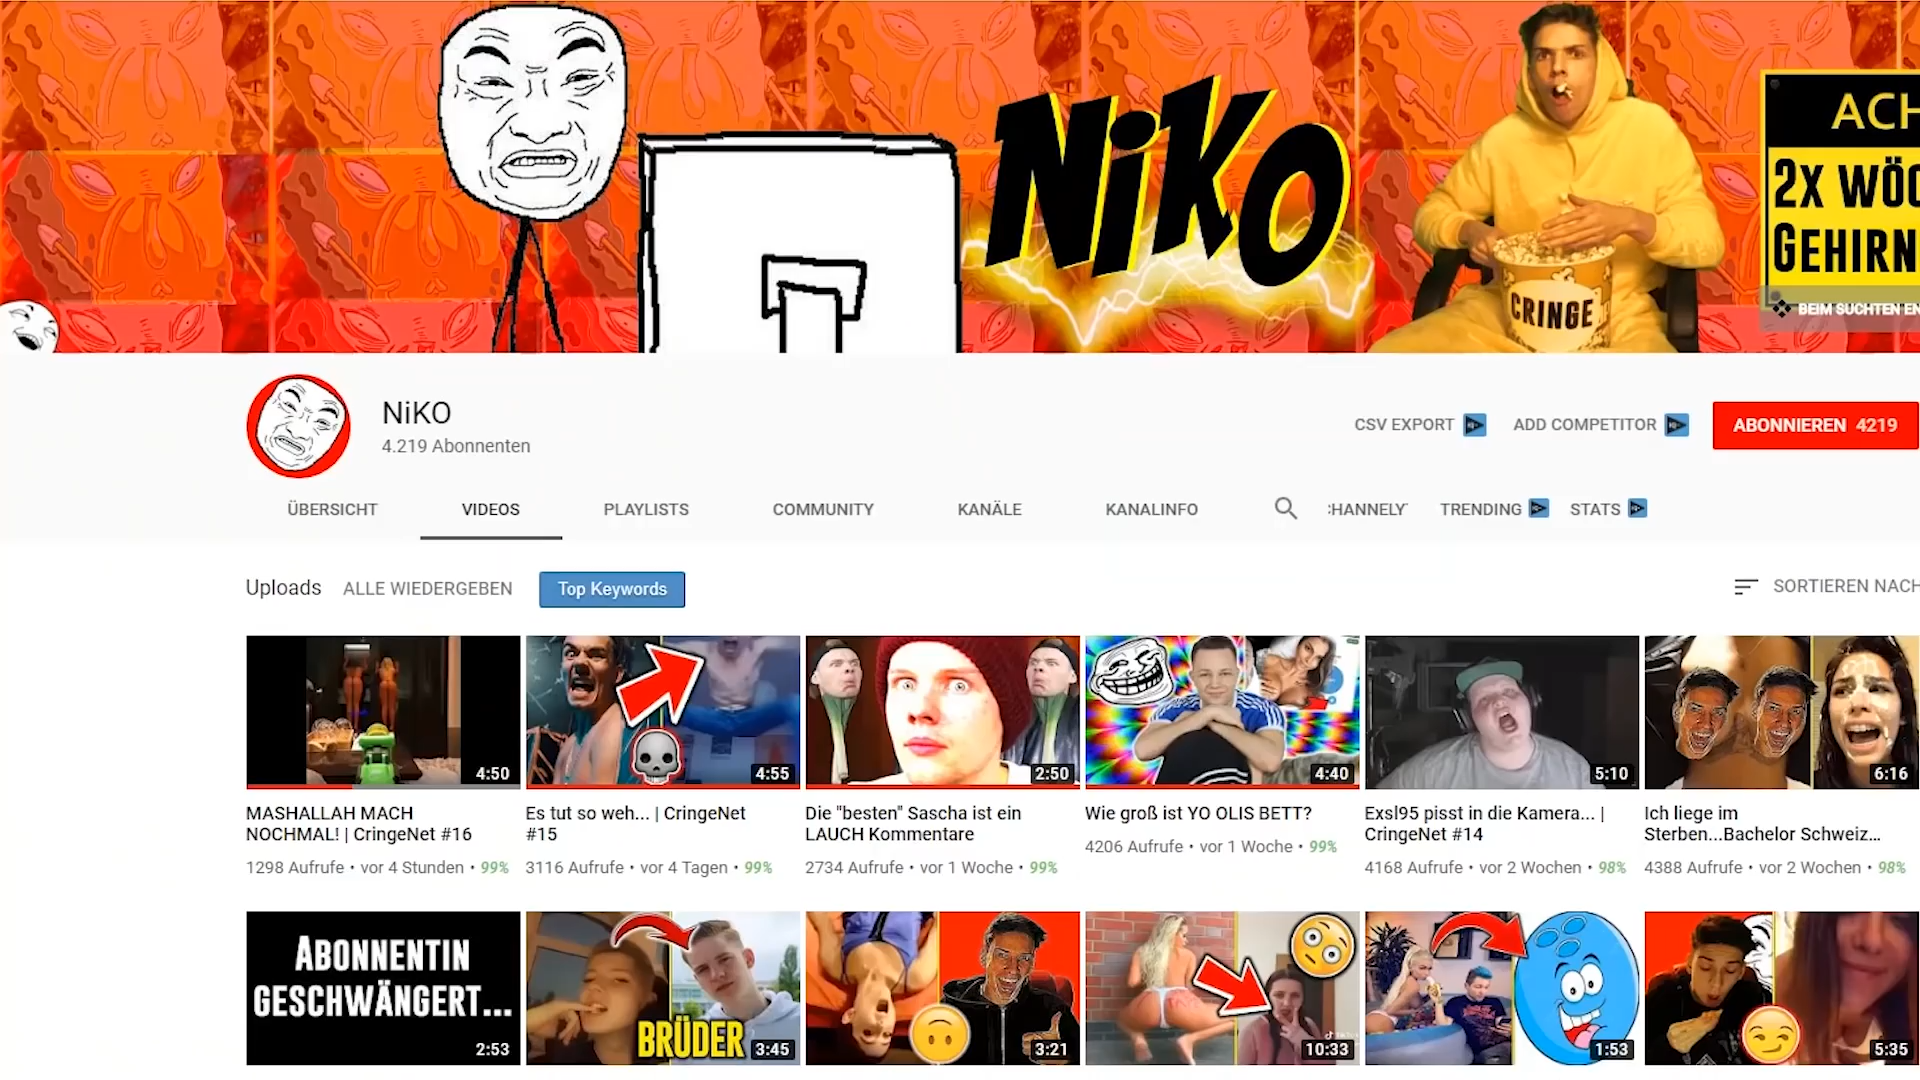 NiKO
ACH
2X WÖC
GEHIRN
BEIM SUCHTEN EN
CRINGE
NiKO
4.219 Abonnenten
CSV EXPORT
ADD COMPETITOR
ABONNIEREN 4219
ÜBERSICHT
VIDEOS
PLAYLISTS
COMMUNITY
KANÄLE
KANALINFO
HANNELY
TRENDING
STATS
Uploads
ALLE WIEDERGEBEN
Top Keywords
SORTIEREN NACH
4:50
4:55
2:50
4:40
5:10
6:16
MASHALLAH MACH
NOCHMAL! | CringeNet #16
1298 Aufrufe • vor 4 Stunden • 99%
Es tut so weh... | CringeNet
#15
3116 Aufrufe • vor 4 Tagen • 99%
Die "besten" Sascha ist ein
LAUCH Kommentare
2734 Aufrufe • vor 1 Woche • 99%
Wie groß ist YO OLIS BETT?
4206 Aufrufe • vor 1 Woche • 99%
Exsl95 pisst in die Kamera... |
CringeNet #14
4168 Aufrufe • vor 2 Wochen • 98%
Ich liege im
Sterben...Bachelor Schweiz...
4388 Aufrufe • vor 2 Wochen • 98%
ABONNENTIN
GESCHWÄNGERT...
2:53
BRÜDER
3:45
3:21
10:33
1:53
5:35